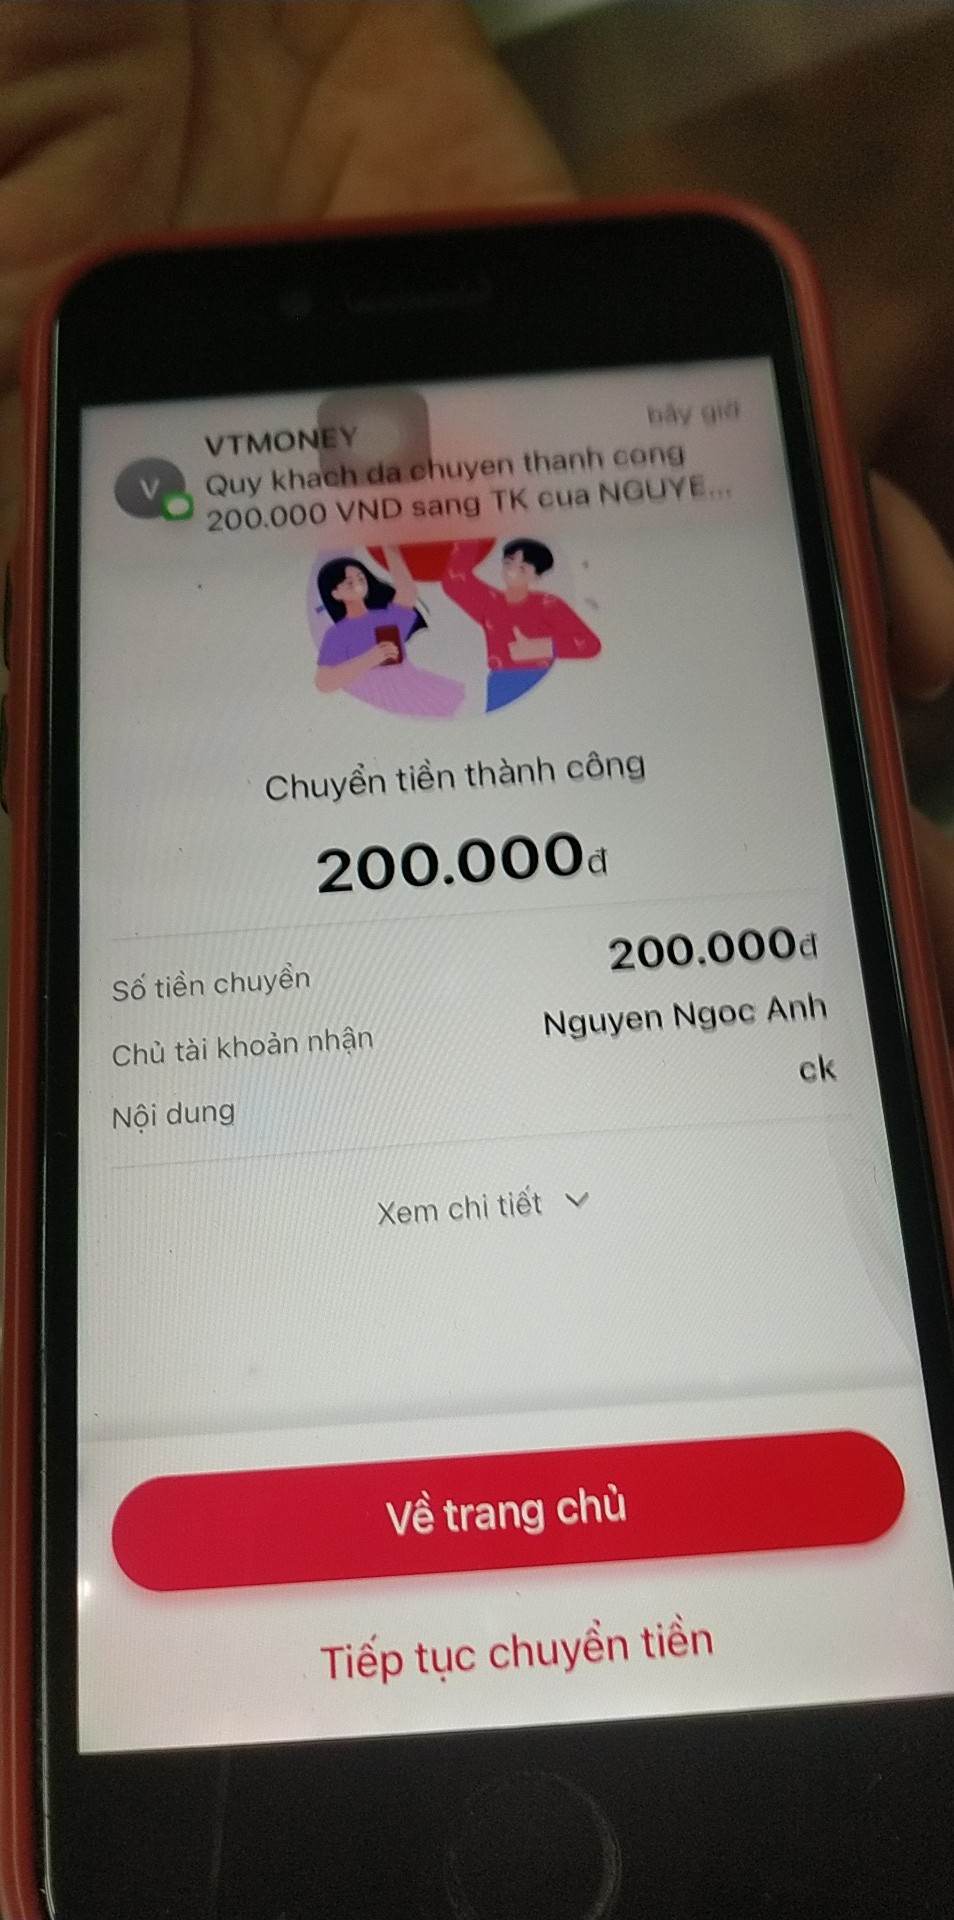 VTMONEY
bây giờ
Quy khach da chuyen thanh cong
200.000 VND sang TK cua NGUYE...
Chuyển tiền thành công
200.000đ
Số tiền chuyển 200.000đ
Chủ tài khoản nhận Nguyen Ngoc Anh
Nội dung ck
Xem chi tiết
Về trang chủ
Tiếp tục chuyển tiền